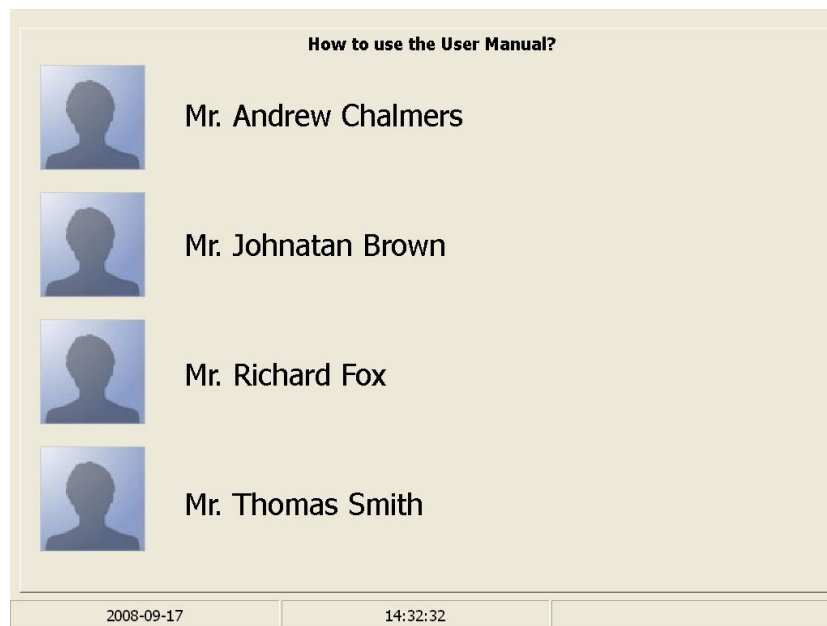 How to use the User Manual?
Mr. Andrew Chalmers
Mr. Johnatan Brown
Mr. Richard Fox
Mr. Thomas Smith
2008-09-17 14:32:32